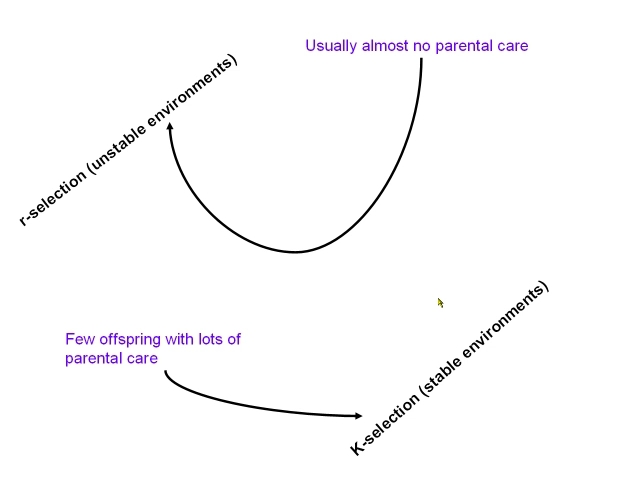 Usually almost no parental care
r-selection (unstable environments)
Few offspring with lots of
parental care
K-selection (stable environments)